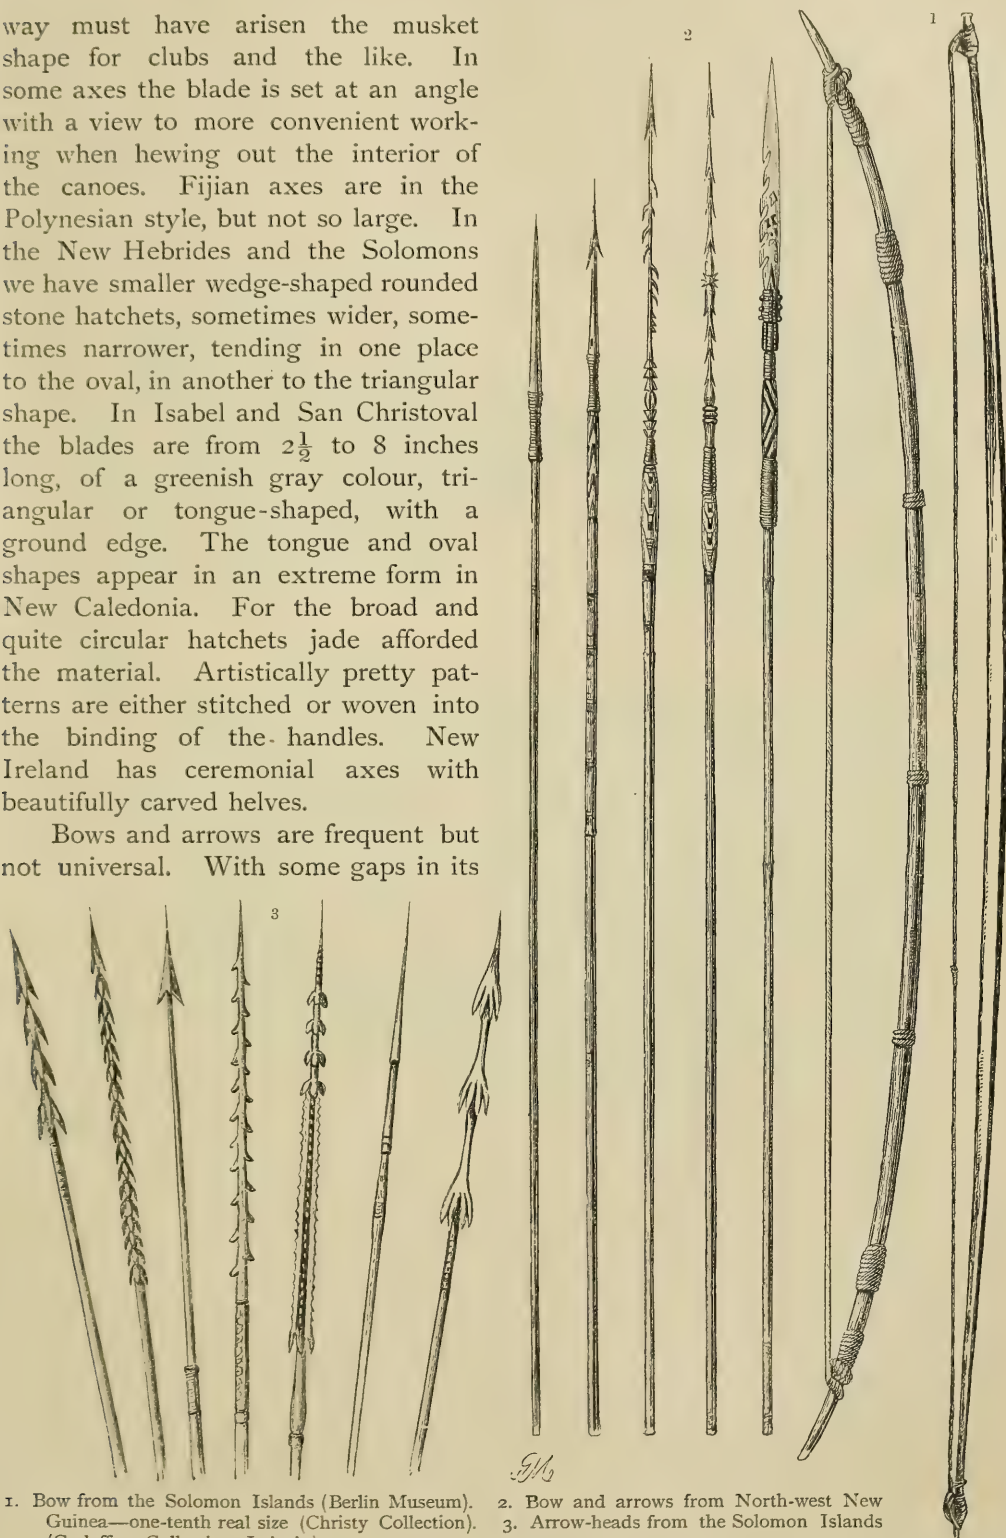 way must have arisen the musket
shape for clubs and the like. In
some axes the blade is set at an angle
with a view to more convenient work-
ing when hewing out the interior of
the canoes. Fijian axes are in the
Polynesian style, but not so large. In
the New Hebrides and the Solomons
we have smaller wedge-shaped rounded
stone hatchets, sometimes wider, some-
times narrower, tending in one place
to the oval, in another to the triangular
shape. In Isabel and San Christoval
the blades are from 2½ to 8 inches
long, of a greenish gray colour, tri-
angular or tongue-shaped, with a
ground edge. The tongue and oval
shapes appear in an extreme form in
New Caledonia. For the broad and
quite circular hatchets jade afforded
the material. Artistically pretty pat-
terns are either stitched or woven into
the binding of the handles. New
Ireland has ceremonial axes with
beautifully carved helves.
Bows and arrows are frequent but
not universal. With some gaps in its
1
2
3
1. Bow from the Solomon Islands (Berlin Museum). 2. Bow and arrows from North-west New
Guinea—one-tenth real size (Christy Collection). 3. Arrow-heads from the Solomon Islands